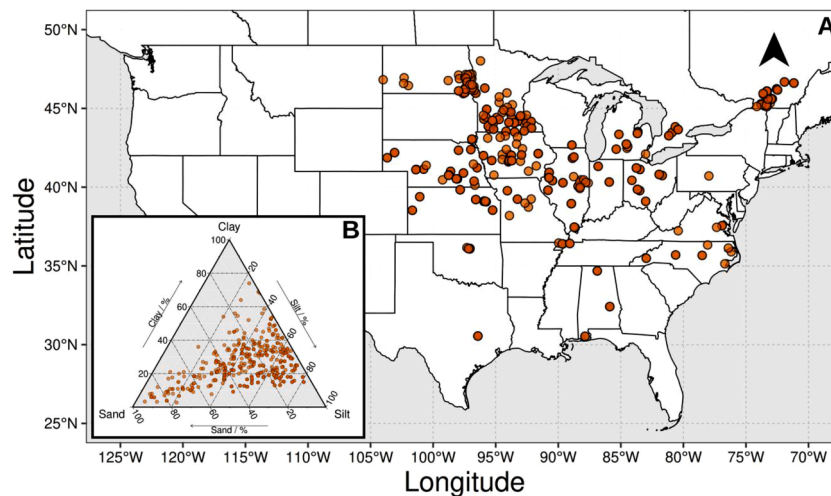 A
50°N
45°N
40°N
35°N
30°N
25°N
Latitude
B
Clay
100
80
20
60
40
40
60
20
80
100
Clay / %
Silt / %
Sand
Silt
100
80
60
40
20
Sand / %
125°W
120°W
115°W
110°W
105°W
100°W
95°W
90°W
85°W
80°W
75°W
70°W
Longitude